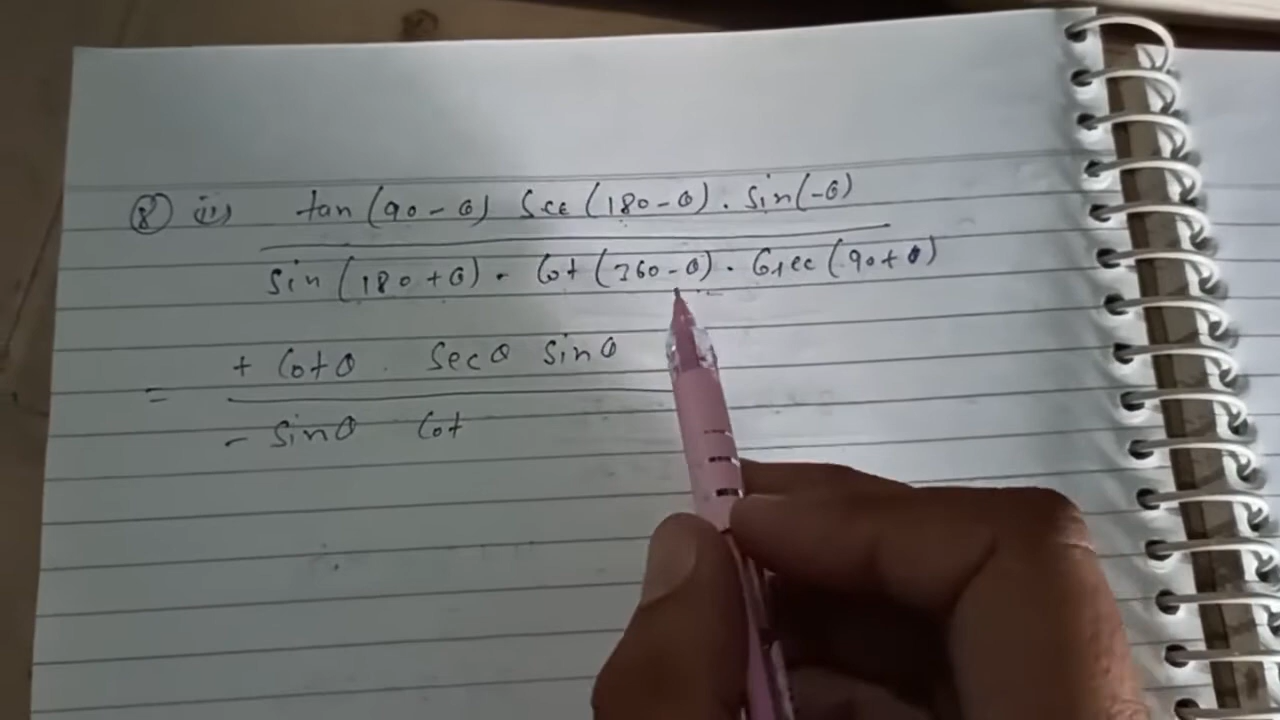 8 ii) tan (90 - θ) Sec (180 - θ) . Sin(-θ)
Sin (180 + θ) . Cot (360 - θ) . Cosec (90 + θ)
= + Cot θ . Sec θ Sin θ
- Sin θ Cot